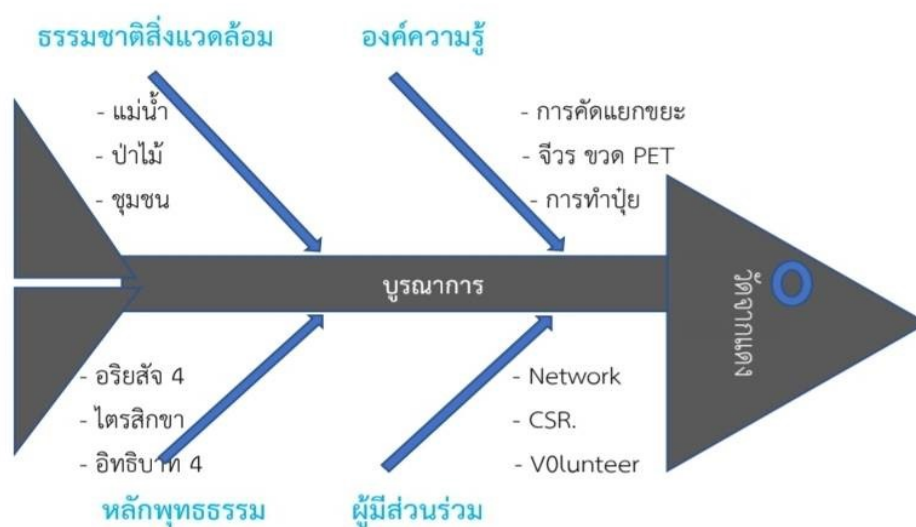 ธรรมชาติสิ่งแวดล้อม
องค์ความรู้
- แม่น้ำ
- ป่าไม้
- ชุมชน
- การคัดแยกขยะ
- จีวร ขวด PET
- การทำปุ๋ย
บูรณาการ
วัดจากแดง
- อริยสัจ 4
- ไตรสิกขา
- อิทธิบาท 4
- Network
- CSR.
- V0lunteer
หลักพุทธธรรม
ผู้มีส่วนร่วม